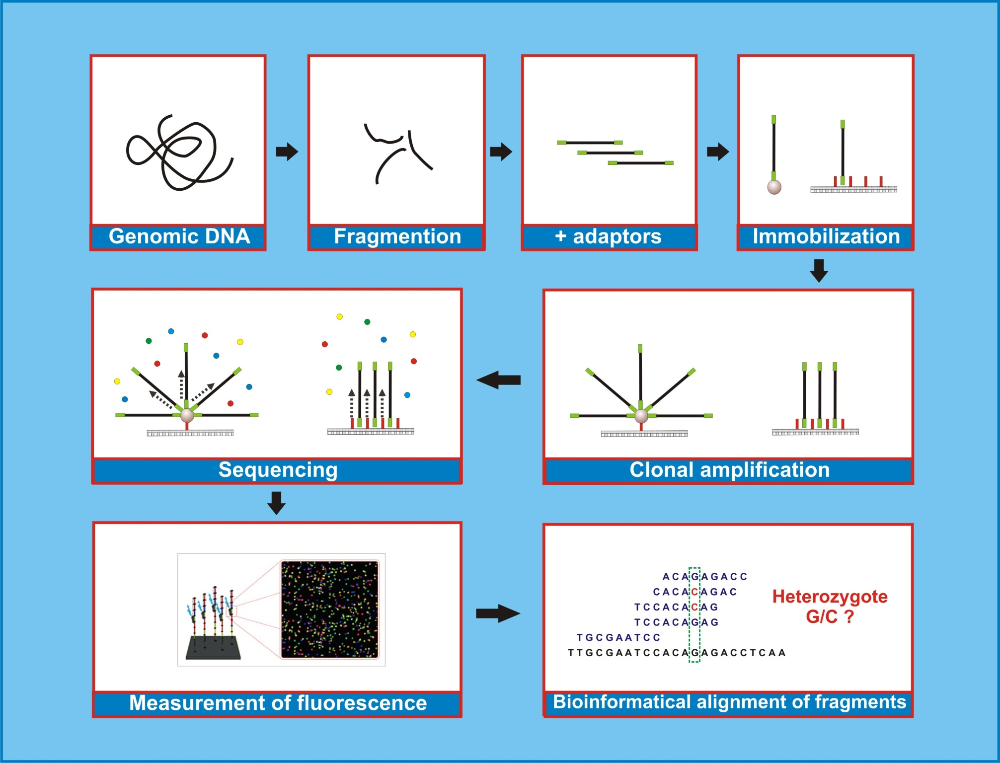 Genomic DNA
Fragmention
+ adaptors
Immobilization
Sequencing
Clonal amplification
Measurement of fluorescence
ACAGAGACC
CACACAGAC
TCCACACAG
TCCACAGAG
TGCGAATCC
TTGCGAATCCACAGAGACCTCAA
Heterozygote
G/C ?
Bioinformatical alignment of fragments